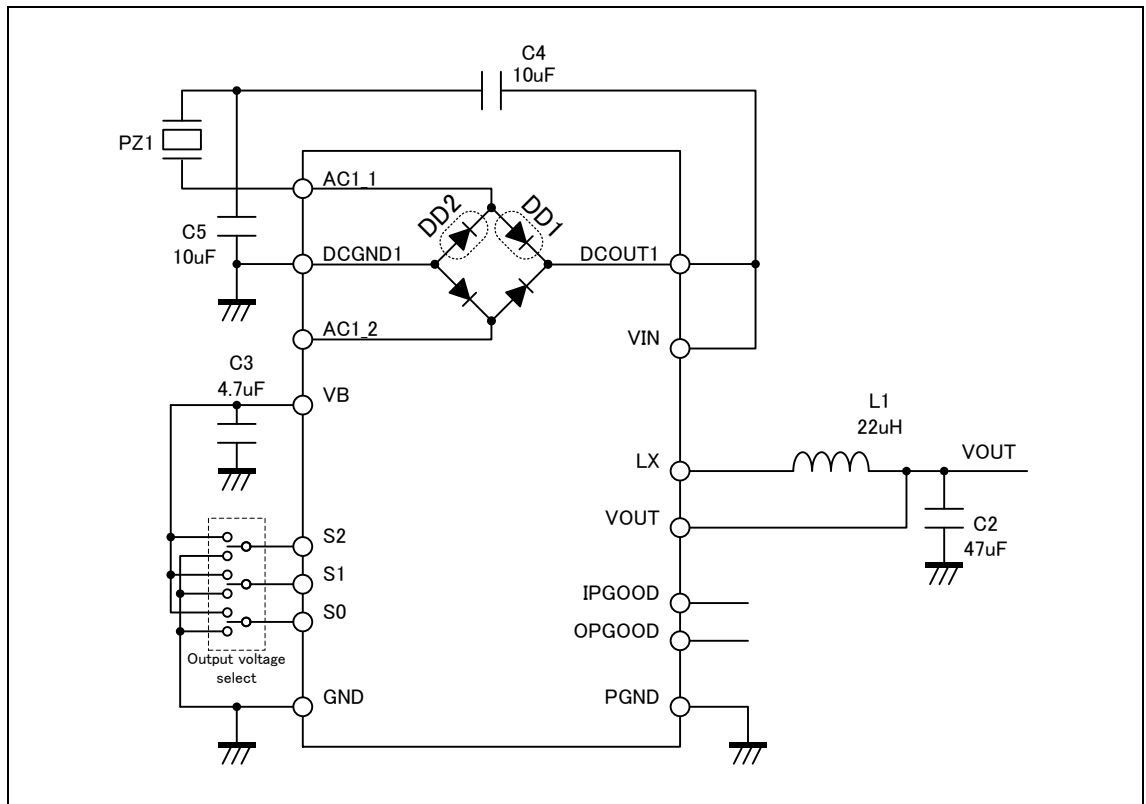 C4
10uF
PZ1
AC1_1
DD2
DD1
C5
10uF
DCGND1
DCOUT1
AC1_2
VIN
C3
4.7uF
VB
L1
22uH
LX
VOUT
VOUT
C2
47uF
S2
S1
S0
IPGOOD
OPGOOD
Output voltage
select
GND
PGND